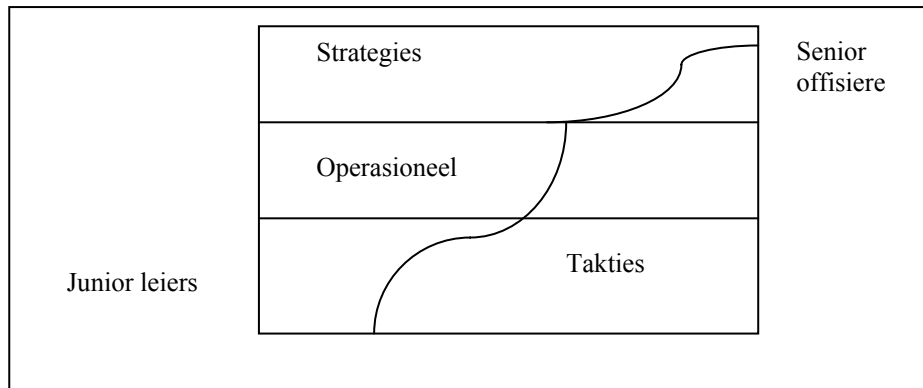 Strategies
Senior
offisiere
Operasioneel
Takties
Junior leiers